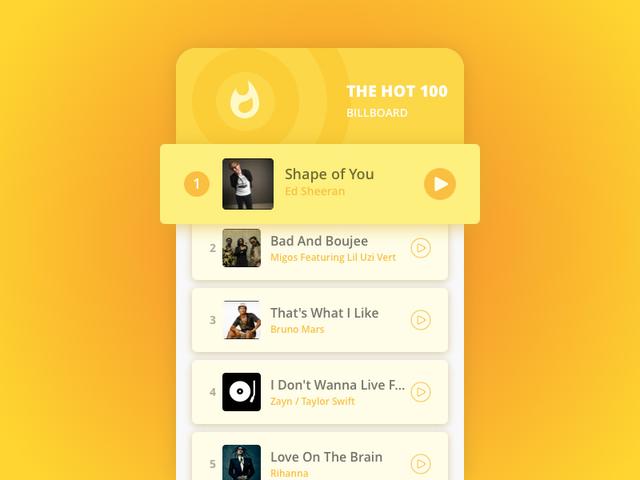 THE HOT 100
BILLBOARD
1
Shape of You
Ed Sheeran
2
Bad And Boujee
Migos Featuring Lil Uzi Vert
3
That's What I Like
Bruno Mars
4
I Don't Wanna Live F...
Zayn / Taylor Swift
5
Love On The Brain
Rihanna